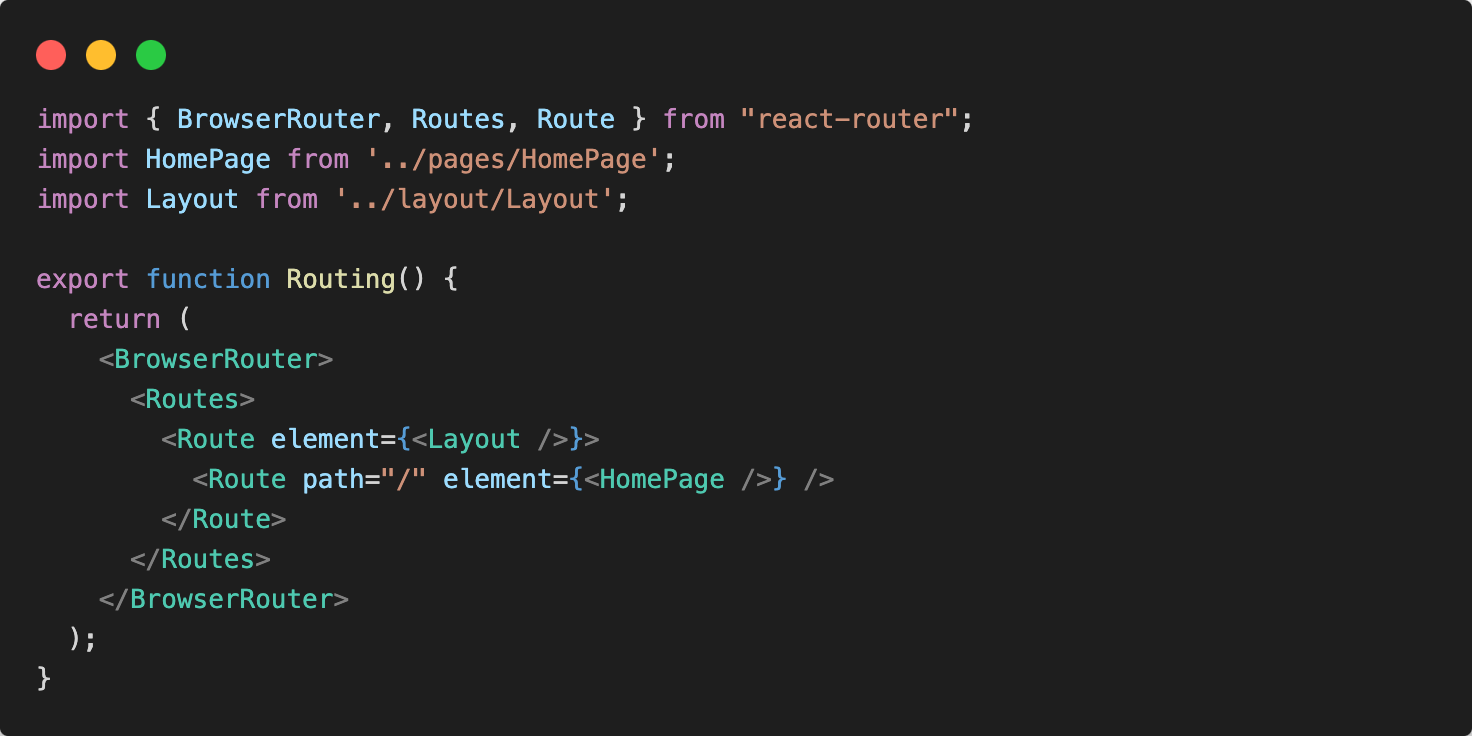 import { BrowserRouter, Routes, Route } from "react-router";
import HomePage from '../pages/HomePage';
import Layout from '../layout/Layout';

export function Routing() {
  return (
    <BrowserRouter>
      <Routes>
        <Route element={<Layout />}>
          <Route path="/" element={<HomePage />} />
        </Route>
      </Routes>
    </BrowserRouter>
  );
}